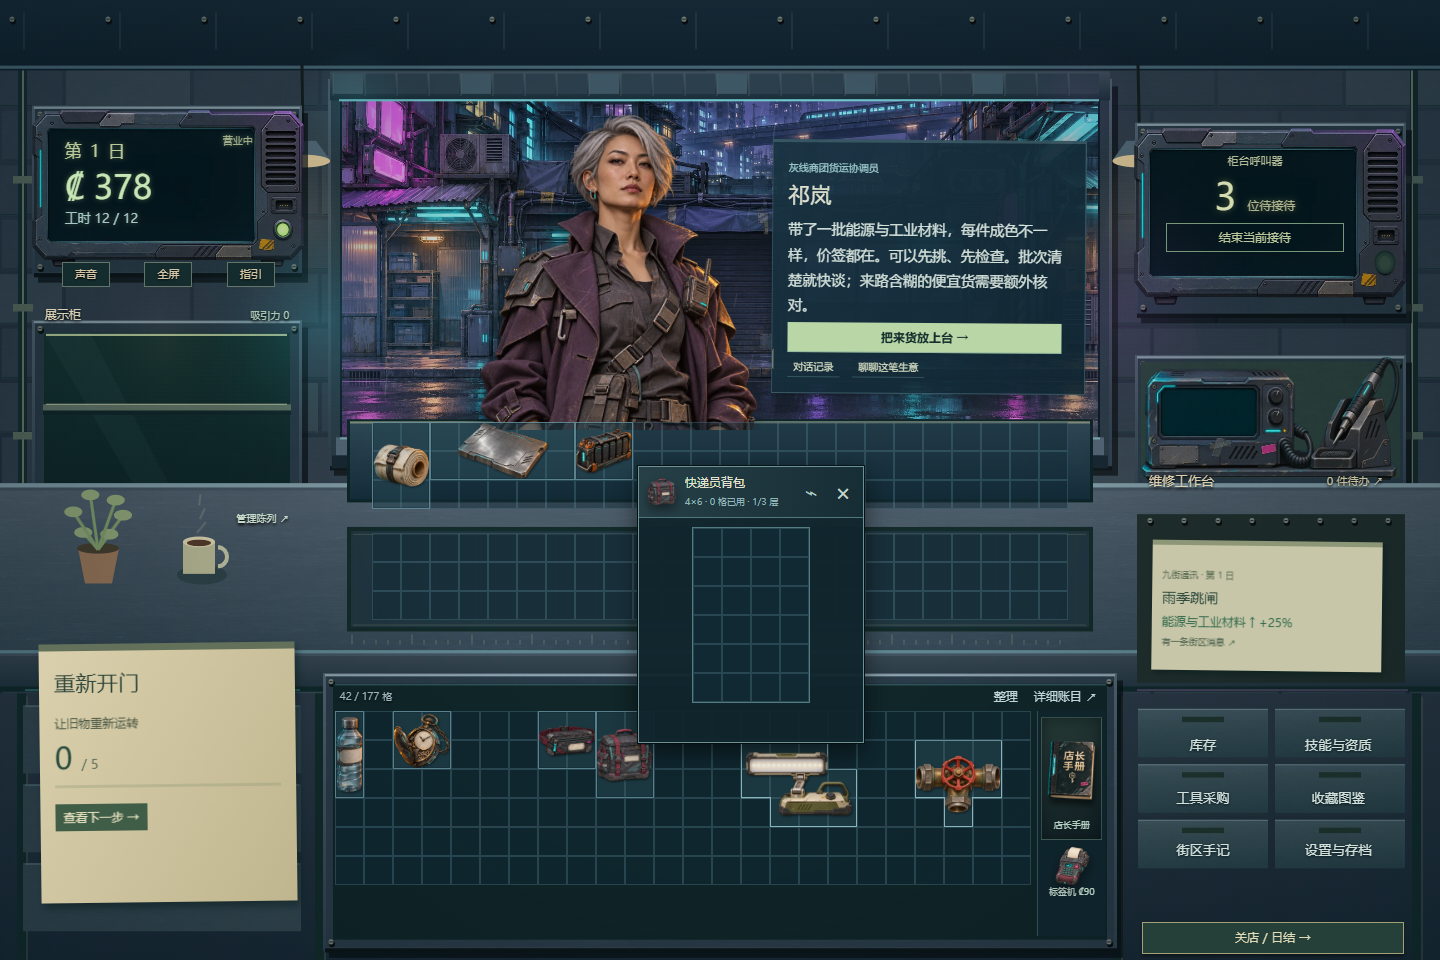 第 1 日
营业中
₡ 378
工时 12 / 12
声音
全屏
指引
展示柜
吸引力 0
管理陈列 ↗
重新开门
让旧物重新运转
0 / 5
查看下一步 →
灰线商团货运协调员
祁岚
带了一批能源与工业材料，每件成色不一
样，价签都在。可以先挑、先检查。批次清
楚就快谈；来路含糊的便宜货需要额外核
对。
把来货放上台 →
对话记录
聊聊这笔生意
快递员背包
4×6 · 0 格已用 · 1/3 层
42 / 177 格
整理
详细账目 ↗
店长
手册
店长手册
标签机 ₡90
柜台呼叫器
3 位待接待
结束当前接待
维修工作台
0 件待办 ↗
九街通讯 · 第 1 日
雨季跳闸
能源与工业材料 ↑ +25%
有一条街区消息 ↗
库存
技能与资质
工具采购
收藏图鉴
街区手记
设置与存档
关店 / 日结 →